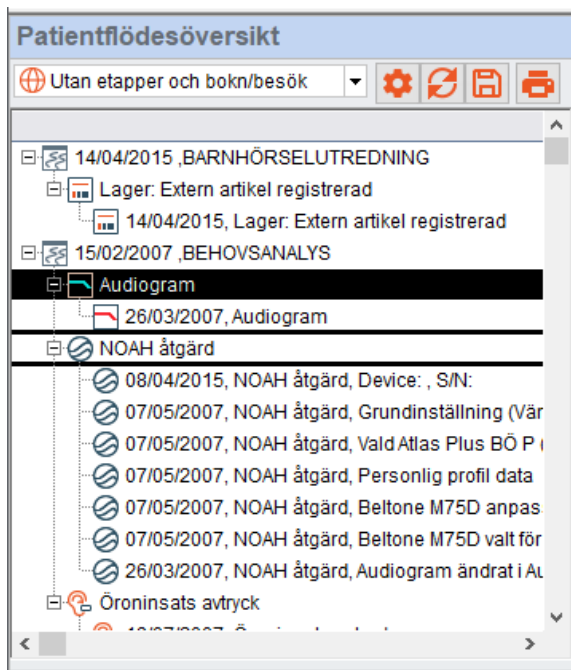 Patientflödesöversikt
Utan etapper och bokn/besök
14/04/2015 ,BARNHÖRSELUTREDNING
Lager: Extern artikel registrerad
14/04/2015, Lager: Extern artikel registrerad
15/02/2007 ,BEHOVSANALYS
Audiogram
26/03/2007, Audiogram
NOAH åtgärd
08/04/2015, NOAH åtgärd, Device: , S/N:
07/05/2007, NOAH åtgärd, Grundinställning (Vär
07/05/2007, NOAH åtgärd, Vald Atlas Plus BÖ P (
07/05/2007, NOAH åtgärd, Personlig profil data
07/05/2007, NOAH åtgärd, Beltone M75D anpas
07/05/2007, NOAH åtgärd, Beltone M75D valt för
26/03/2007, NOAH åtgärd, Audiogram ändrat i Au
Öroninsats avtryck